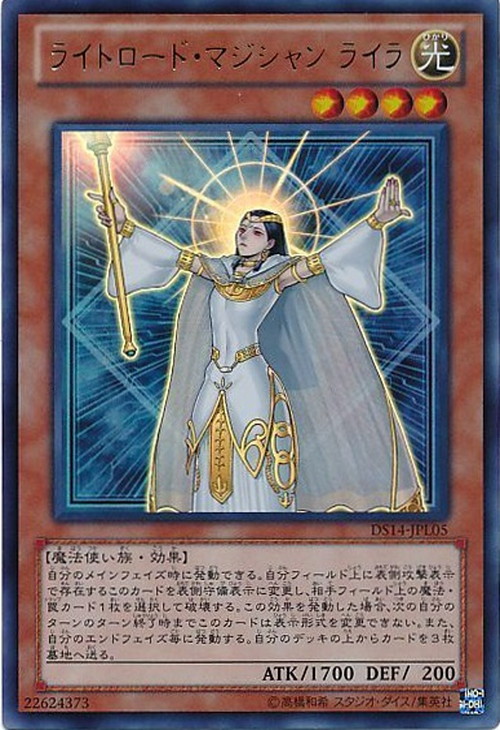 ライトロード・マジシャン ライラ
ひかり
光
DS14-JPL05
【魔法使い族・効果】
自分のメインフェイズ時に発動できる。自分フィールド上に表側攻撃表示
で存在するこのカードを表側守備表示に変更し、相手フィールド上の魔法・
罠カード1枚を選択して破壊する。この効果を発動した場合、次の自分の
ターンのターン終了時までこのカードは表示形式を変更できない。また、
自分のエンドフェイズ毎に発動する。自分のデッキの上からカードを3枚
墓地へ送る。
ATK/1700 DEF/ 200
22624373
©高橋和希 スタジオ・ダイス/集英社